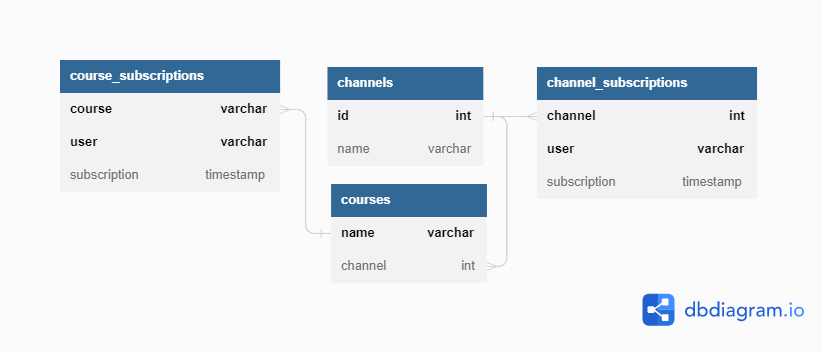 course_subscriptions
course varchar
user varchar
subscription timestamp
channels
id int
name varchar
courses
name varchar
channel int
channel_subscriptions
channel int
user varchar
subscription timestamp
dbdiagram.io